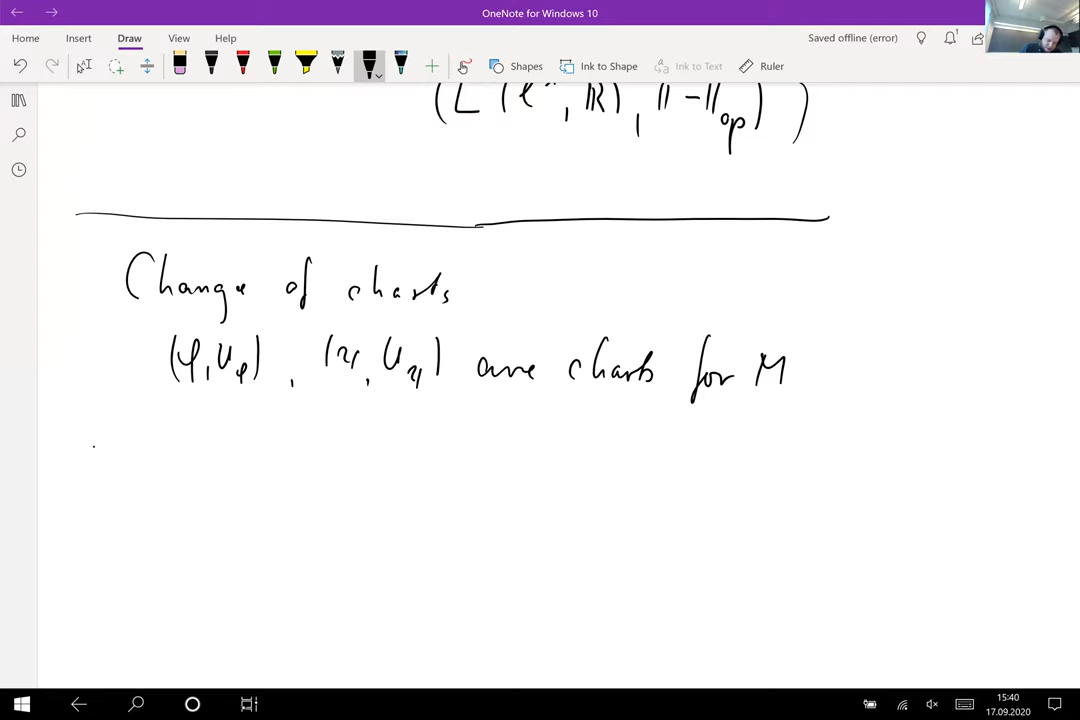 OneNote for Windows 10
Home Insert Draw View Help
Saved offline (error)
Shapes Ink to Shape Ink to Text Ruler
(L(ℓ², ℝ), ||-||op))
Change of charts
(φ, Uφ), (ψ, Uψ) are charts for M
15:40
17.09.2020